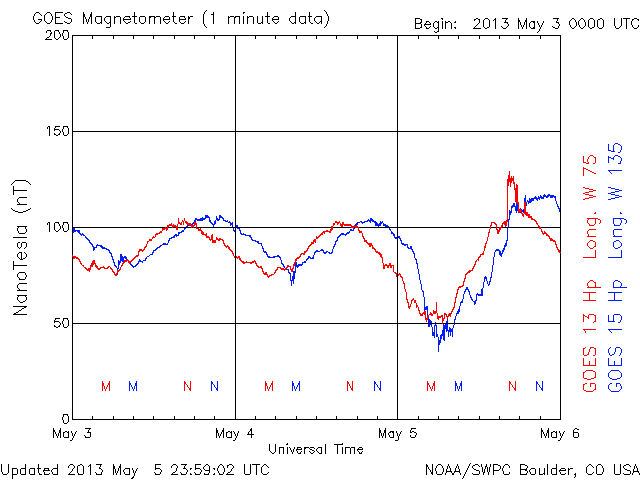 GOES Magnetometer (1 minute data)
Begin: 2013 May 3 0000 UTC
200
150
100
50
0
NanoTesla (nT)
M M N N M M N N M M N N
May 3 May 4 May 5 May 6
Universal Time
GOES 13 Hp Long. W 75
GOES 15 Hp Long. W 135
Updated 2013 May 5 23:59:02 UTC
NOAA/SWPC Boulder, CO USA